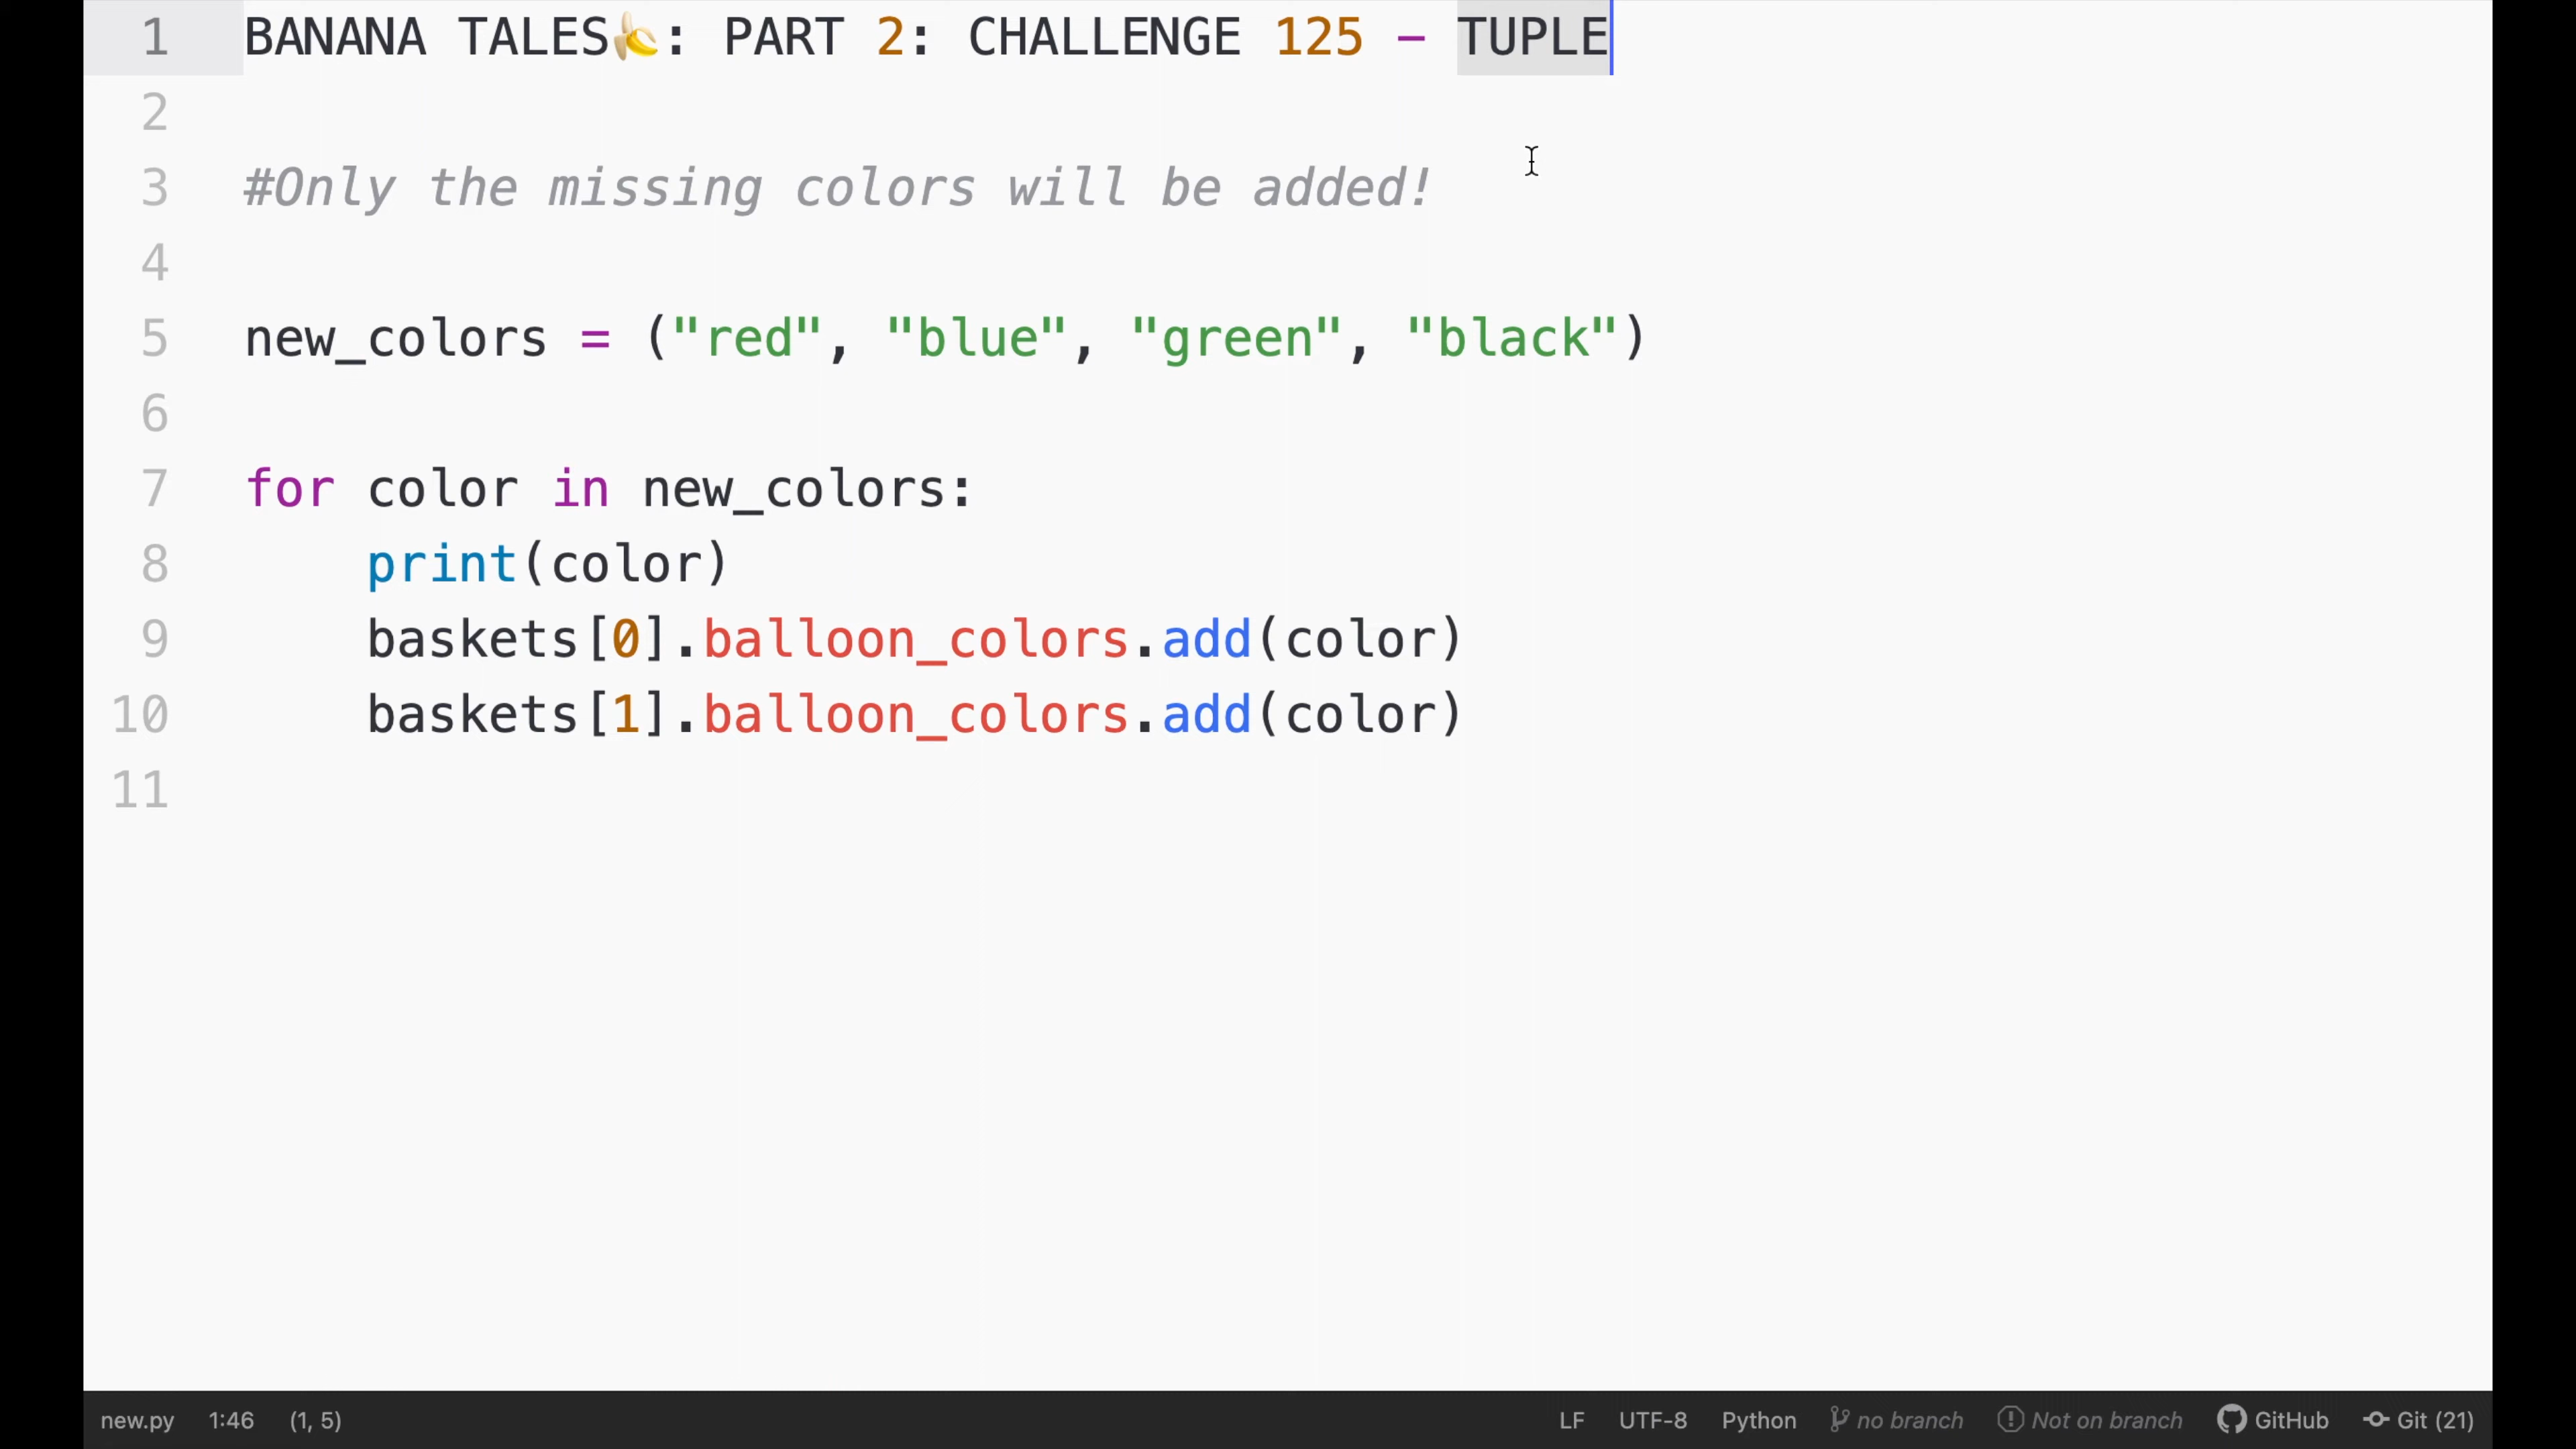 1 BANANA TALES🍌: PART 2: CHALLENGE 125 – TUPLE
2
3 #Only the missing colors will be added!
4
5 new_colors = ("red", "blue", "green", "black")
6
7 for color in new_colors:
8 print(color)
9 baskets[0].balloon_colors.add(color)
10 baskets[1].balloon_colors.add(color)
11
new.py 1:46 (1, 5) LF UTF-8 Python no branch Not on branch GitHub Git (21)